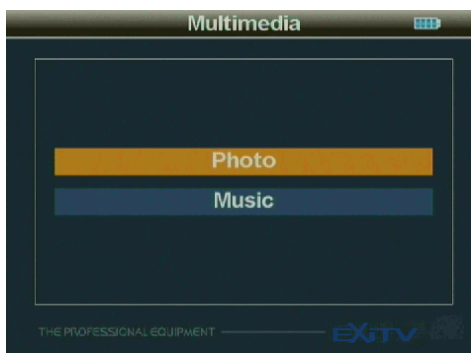 Multimedia
Photo
Music
THE PROFESSIONAL EQUIPMENT
EXiTV